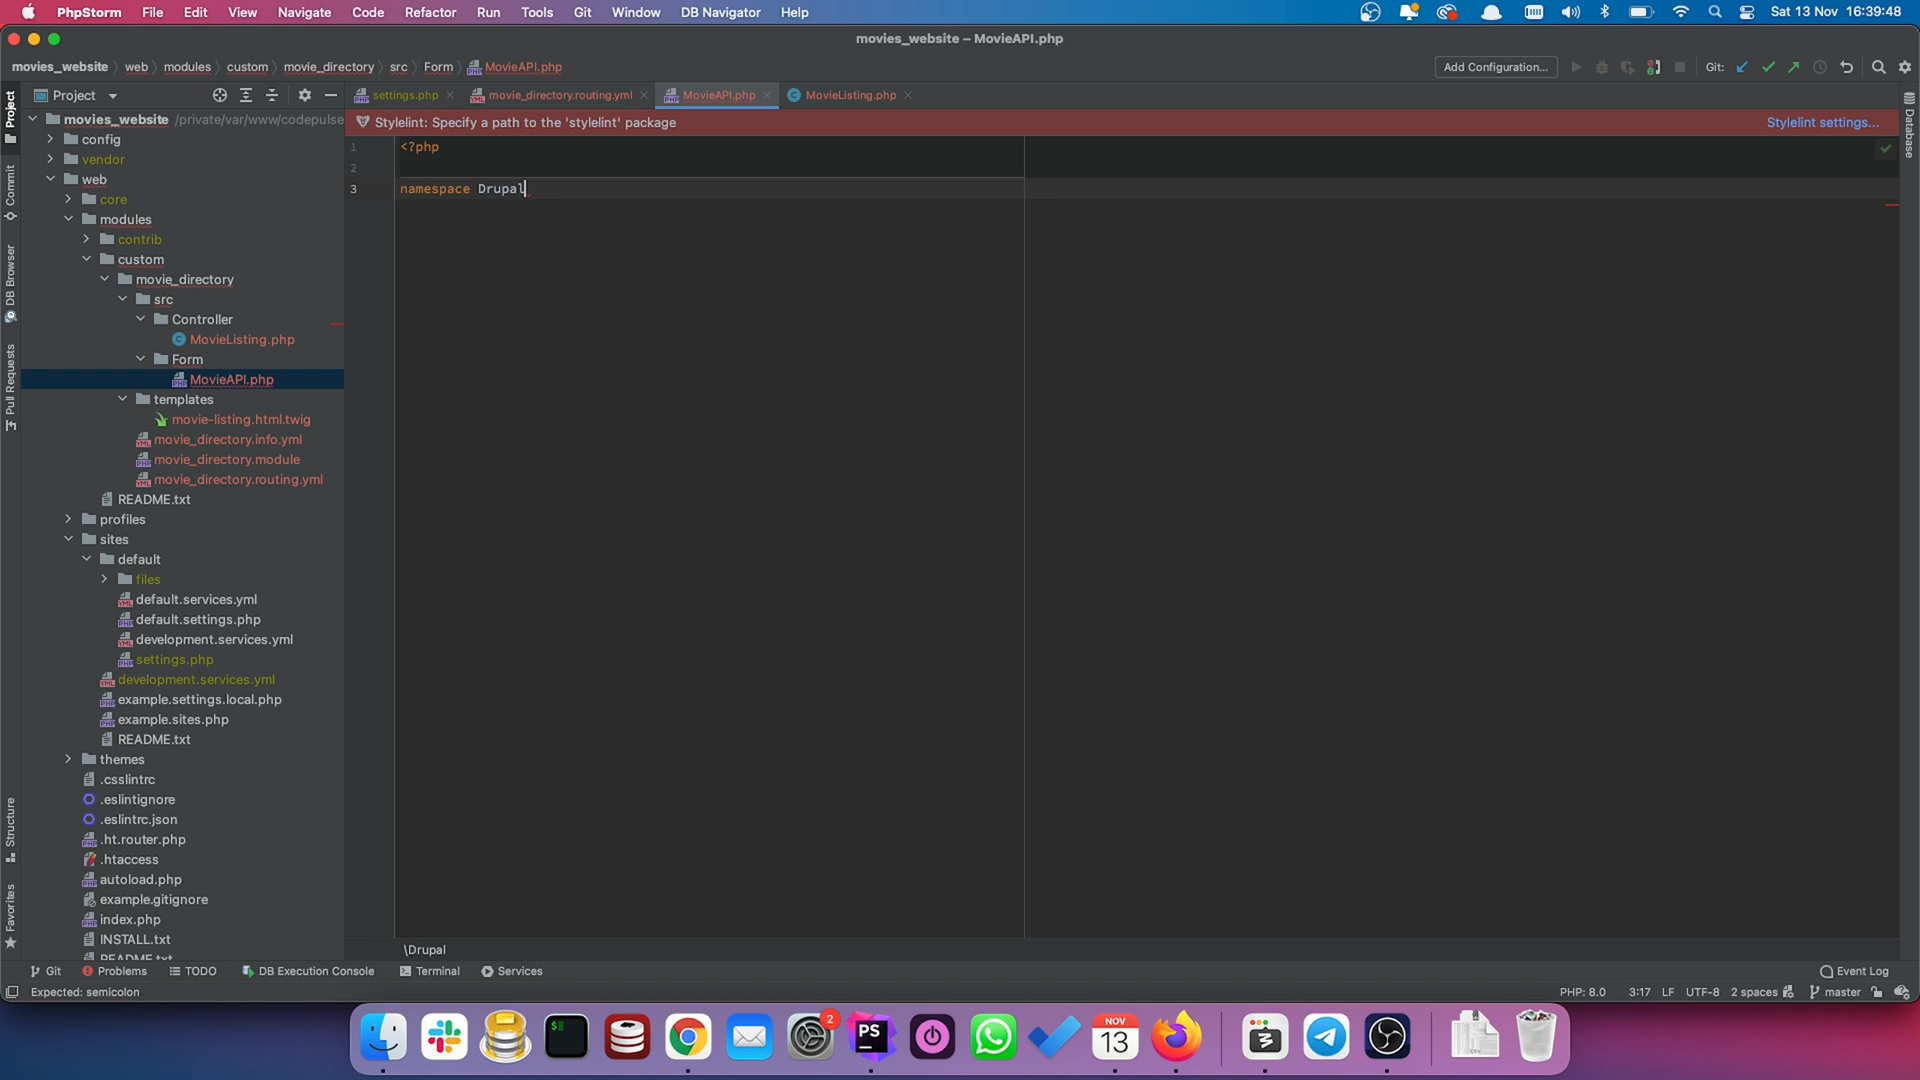 PhpStorm File Edit View Navigate Code Refactor Run Tools Git Window DB Navigator Help Sat 13 Nov 16:39:48
movies_website – MovieAPI.php
movies_website web modules custom movie_directory src Form MovieAPI.php Add Configuration... Git:
Project settings.php movie_directory.routing.yml MovieAPI.php MovieListing.php
Stylelint: Specify a path to the 'stylelint' package Stylelint settings...
movies_website /private/var/www/codepulse
config
vendor
web
core
modules
contrib
custom
movie_directory
src
Controller
MovieListing.php
Form
MovieAPI.php
templates
movie-listing.html.twig
movie_directory.info.yml
movie_directory.module
movie_directory.routing.yml
README.txt
profiles
sites
default
files
default.services.yml
default.settings.php
development.services.yml
settings.php
development.services.yml
example.settings.local.php
example.sites.php
README.txt
themes
.csslintrc
.eslintignore
.eslintrc.json
.ht.router.php
.htaccess
autoload.php
example.gitignore
index.php
INSTALL.txt
README.txt
1 <?php
2
3 namespace Drupal
\Drupal
Project
Commit
DB Browser
Pull Requests
Structure
Favorites
Database
Git Problems TODO DB Execution Console Terminal Services Event Log
Expected: semicolon PHP: 8.0 3:17 LF UTF-8 2 spaces master
2
PS
NOV
13
CSV